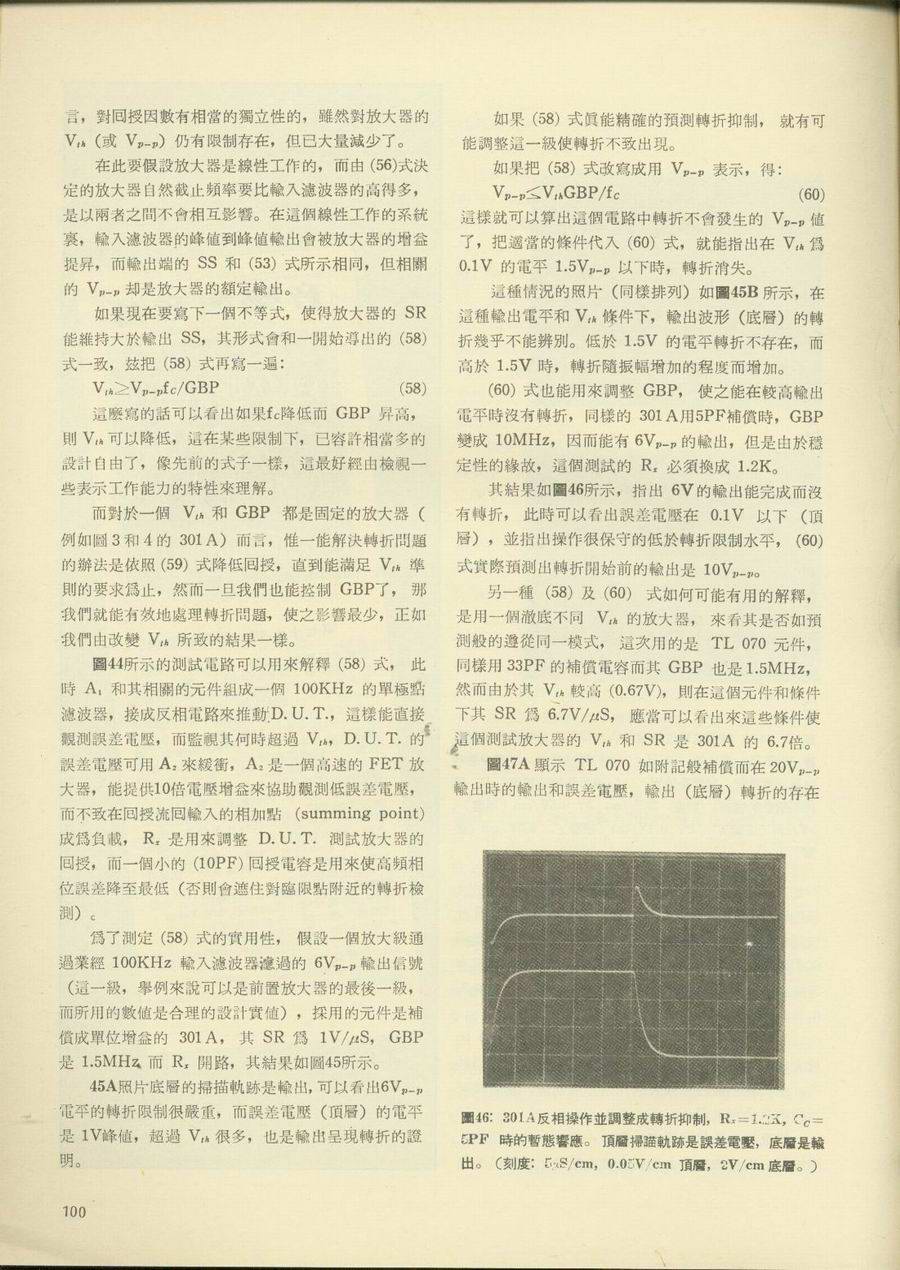 言，對回授因數有相當的獨立性的，雖然對放大器的
Vth（或 Vp-p）仍有限制存在，但已大量減少了。
在此要假設放大器是線性工作的，而由 (56)式決
定的放大器自然截止頻率要比輸入濾波器的高得多，
是以兩者之間不會相互影響。在這個線性工作的系統
裏，輸入濾波器的峰值到峰值輸出會被放大器的增益
提昇，而輸出端的 SS 和 (53) 式所示相同，但相關
的 Vp-p 却是放大器的額定輸出。
如果現在要寫下一個不等式，使得放大器的 SR
能維持大於輸出 SS，其形式會和一開始導出的 (58)
式一致，茲把 (58) 式再寫一遍：
Vth≥Vp-pfc/GBP (58)
這麼寫的話可以看出如果fc降低而 GBP 昇高，
則 Vth 可以降低，這在某些限制下，已容許相當多的
設計自由了，像先前的式子一樣，這最好經由檢視一
些表示工作能力的特性來理解。
而對於一個 Vth 和 GBP 都是固定的放大器（
例如圖 3 和 4 的 301 A）而言，惟一能解決轉折問題
的辦法是依照 (59) 式降低回授，直到能滿足 Vth 準
則的要求爲止，然而一旦我們也能控制 GBP了， 那
我們就能有效地處理轉折問題，使之影響最少，正如
我們由改變 Vth 所致的結果一樣。
圖44所示的測試電路可以用來解釋 (58) 式， 此
時 A1 和其相關的元件組成一個 100KHz 的單極點
濾波器，接成反相電路來推動D. U. T.，這樣能直接
觀測誤差電壓，而監視其何時超過 Vth，D. U. T. 的
誤差電壓可用 A2 來緩衝，A2 是一個高速的 FET 放
大器，能提供10倍電壓增益來協助觀測低誤差電壓，
而不致在回授流回輸入的相加點 (summing point)
成爲負載， Rx 是用來調整 D. U. T. 測試放大器的
回授，而一個小的 (10PF) 回授電容是用來使高頻相
位誤差降至最低（否則會遮住對臨限點附近的轉折檢
測）。
爲了測定 (58) 式的實用性， 假設一個放大級通
過業經 100KHz 輸入濾波器濾過的 6Vp-p 輸出信號
（這一級，舉例來說可以是前置放大器的最後一級，
而所用的數值是合理的設計實値），採用的元件是補
償成單位增益的 301 A， 其 SR 爲 1V/μS， GBP
是 1.5MHz，而 Rx 開路，其結果如圖45所示。
45A照片底層的掃描軌跡是輸出，可以看出6Vp-p
電平的轉折限制很嚴重，而誤差電壓（頂層）的電平
是 1V峰值，超過 Vth 很多，也是輸出呈現轉折的證
明。
如果 (58) 式眞能精確的預測轉折抑制， 就有可
能調整這一級使轉折不致出現。
如果把 (58) 式改寫成用 Vp-p 表示，得：
Vp-p≤VthGBP/fc (60)
這樣就可以算出這個電路中轉折不會發生的 Vp-p 値
了，把適當的條件代入 (60) 式，就能指出在 Vth 爲
0.1V 的電平 1.5Vp-p 以下時，轉折消失。
這種情況的照片（同樣排列）如圖45B 所示，在
這種輸出電平和 Vth 條件下，輸出波形（底層）的轉
折幾乎不能辨別。低於 1.5V 的電平轉折不存在，而
高於 1.5V 時，轉折隨振幅增加的程度而增加。
(60) 式也能用來調整 GBP， 使之能在較高輸出
電平時沒有轉折，同樣的 301 A用5PF補償時，GBP
變成 10MHz，因而能有 6Vp-p 的輸出，但是由於穩
定性的緣故，這個測試的 Rx 必須換成 1.2K。
其結果如圖46所示，指出 6V的輸出能完成而沒
有轉折， 此時可以看出誤差電壓在 0.1V 以下（頂
層），並指出操作很保守的低於轉折限制水平， (60)
式實際預測出轉折開始前的輸出是 10Vp-p。
另一種 (58) 及 (60) 式如何可能有用的解釋，
是用一個澈底不同 Vth 的放大器， 來看其是否如預
測般的遵從同一模式， 這次用的是 TL 070 元件，
同樣用 33PF 的補償電容而其 GBP 也是 1.5MHz，
然而由於其 Vth 較高 (0.67V)，則在這個元件和條件
下其 SR 爲 6.7V/μS， 應當可以看出來這些條件使
這個測試放大器的 Vth 和 SR 是 301A 的 6.7倍。
圖47A 顯示 TL 070 如附記般補償而在 20Vp-p
輸出時的輸出和誤差電壓，輸出（底層）轉折的存在
圖46：301A反相操作並調整成轉折抑制，Rx=1.2K，Cc=
5PF 時的暫態響應。頂層掃蹤軌跡是誤差電壓，底層是輸
出。（刻度：5μS/cm，0.05V/cm 頂層，2V/cm 底層。）
100